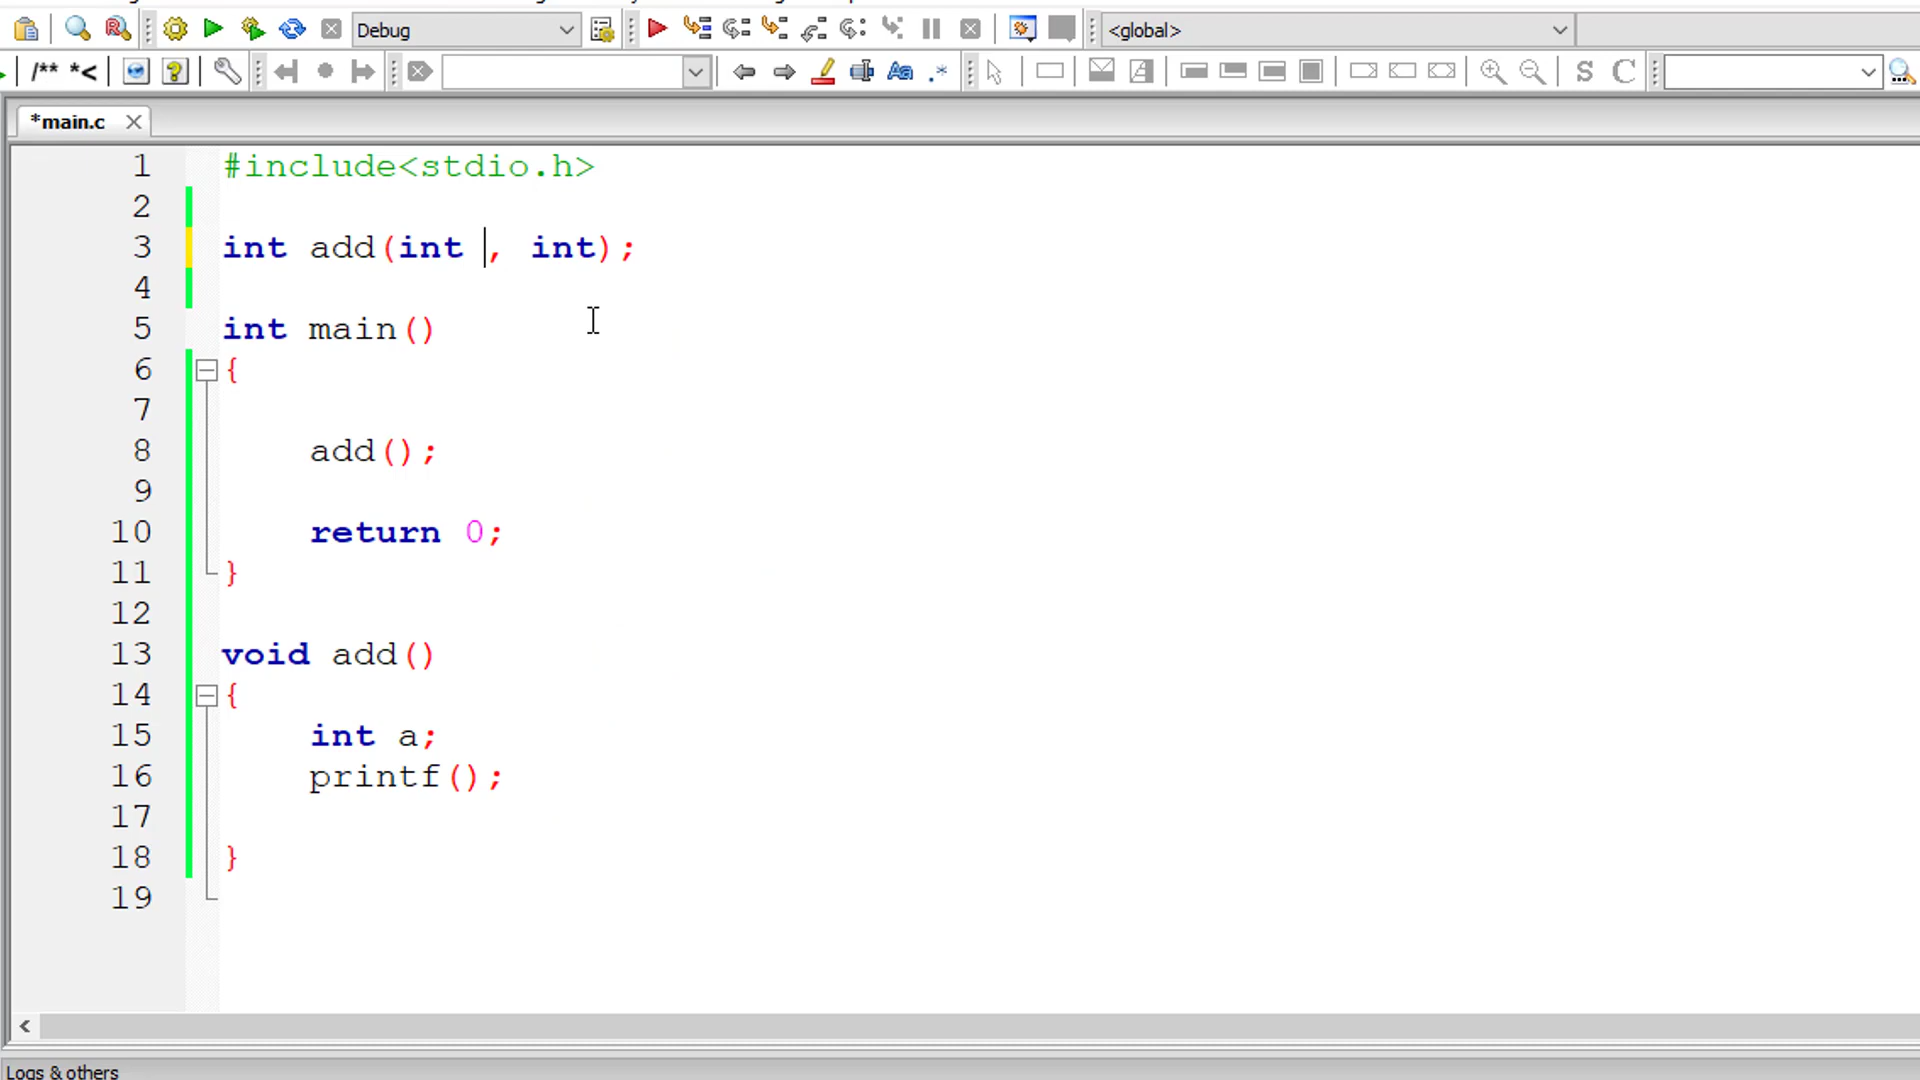 Debug
<global>
/** *<
Aa .*
S C
*main.c
1 #include<stdio.h>
2
3 int add(int , int);
4
5 int main()
6 {
7
8 add();
9
10 return 0;
11 }
12
13 void add()
14 {
15 int a;
16 printf();
17
18 }
19
Logs & others